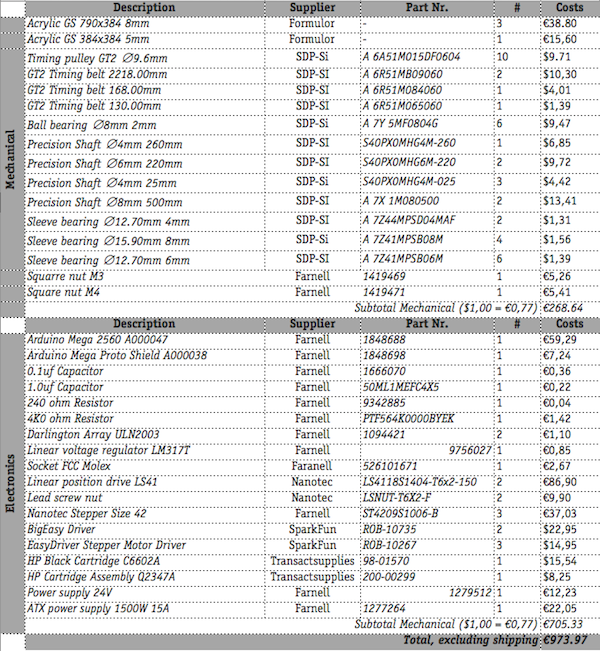 Description Supplier Part Nr. # Costs
Mechanical
Acrylic GS 790x384 8mm Formulor - 3 €38.80
Acrylic GS 384x384 5mm Formulor - 1 €15,60
Timing pulley GT2 ∅9.6mm SDP-Si A 6A51M015DF0604 10 $9.71
GT2 Timing belt 2218.00mm SDP-SI A 6R51MB09060 2 $10,30
GT2 Timing belt 168.00mm SDP-SI A 6R51M084060 1 $4,01
GT2 Timing belt 130.00mm SDP-SI A 6R51M065060 1 $1,39
Ball bearing ∅8mm 2mm SDP-Si A 7Y 5MF0804G 6 $9,47
Precision Shaft ∅4mm 260mm SDP-SI S40PX0MHG4M-260 1 $6,85
Precision Shaft ∅6mm 220mm SDP-SI S40PX0MHG6M-220 2 $9,72
Precision Shaft ∅4mm 25mm SDP-Si S40PX0MHG4M-025 3 $4,42
Precision Shaft ∅8mm 500mm SDP-SI A 7X 1M080500 2 $13,41
Sleeve bearing ∅12.70mm 4mm SDP-SI A 7Z44MPSD04MAF 2 $1,31
Sleeve bearing ∅15.90mm 8mm SDP-Si A 7Z41MPSB08M 4 $1,56
Sleeve bearing ∅12.70mm 6mm SDP-SI A 7Z41MPSB06M 6 $1,39
Squarre nut M3 Farnell 1419469 1 €5,26
Square nut M4 Farnell 1419471 1 €5,41
Subtotal Mechanical ($1,00 = €0,77) €268.64
Description Supplier Part Nr. # Costs
Electronics
Arduino Mega 2560 A000047 Farnell 1848688 1 €59,29
Arduino Mega Proto Shield A000038 Farnell 1848698 1 €7,24
0.1uf Capacitor Farnell 1666070 1 €0,36
1.0uf Capacitor Farnell 50ML1MEFC4X5 1 €0,22
240 ohm Resistor Farnell 9342885 1 €0,04
4K0 ohm Resistor Farnell PTF564K0000BYEK 1 €1,42
Darlington Array ULN2003 Farnell 1094421 2 €1,10
Linear voltage regulator LM317T Farnell 9756027 1 €0,85
Socket FCC Molex Faranell 526101671 1 €2,67
Linear position drive LS41 Nanotec LS4118S1404-T6x2-150 2 €86,90
Lead screw nut Nanotec LSNUT-T6X2-F 2 €9,90
Nanotec Stepper Size 42 Farnell ST4209S1006-B 3 €37,03
BigEasy Driver SparkFun ROB-10735 2 $22,95
EasyDriver Stepper Motor Driver SparkFun ROB-10267 3 $14,95
HP Black Cartridge C6602A Transactsupplies 98-01570 1 $15,54
HP Cartridge Assembly Q2347A Transactsupplies 200-00299 1 $8,25
Power supply 24V Farnell 1279512 1 €12,23
ATX power supply 1500W 15A Farnell 1277264 1 €22,05
Subtotal Mechanical ($1,00 = €0,77) €705.33
Total, excluding shipping €973.97